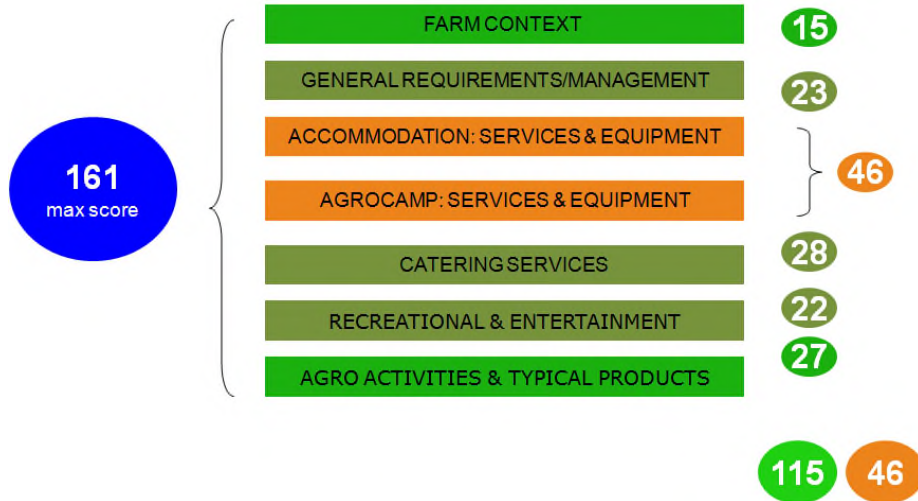 FARM CONTEXT
15
GENERAL REQUIREMENTS/MANAGEMENT
23
ACCOMMODATION: SERVICES & EQUIPMENT
161
max score
46
AGROCAMP: SERVICES & EQUIPMENT
CATERING SERVICES
28
RECREATIONAL & ENTERTAINMENT
22
AGRO ACTIVITIES & TYPICAL PRODUCTS
27
115
46